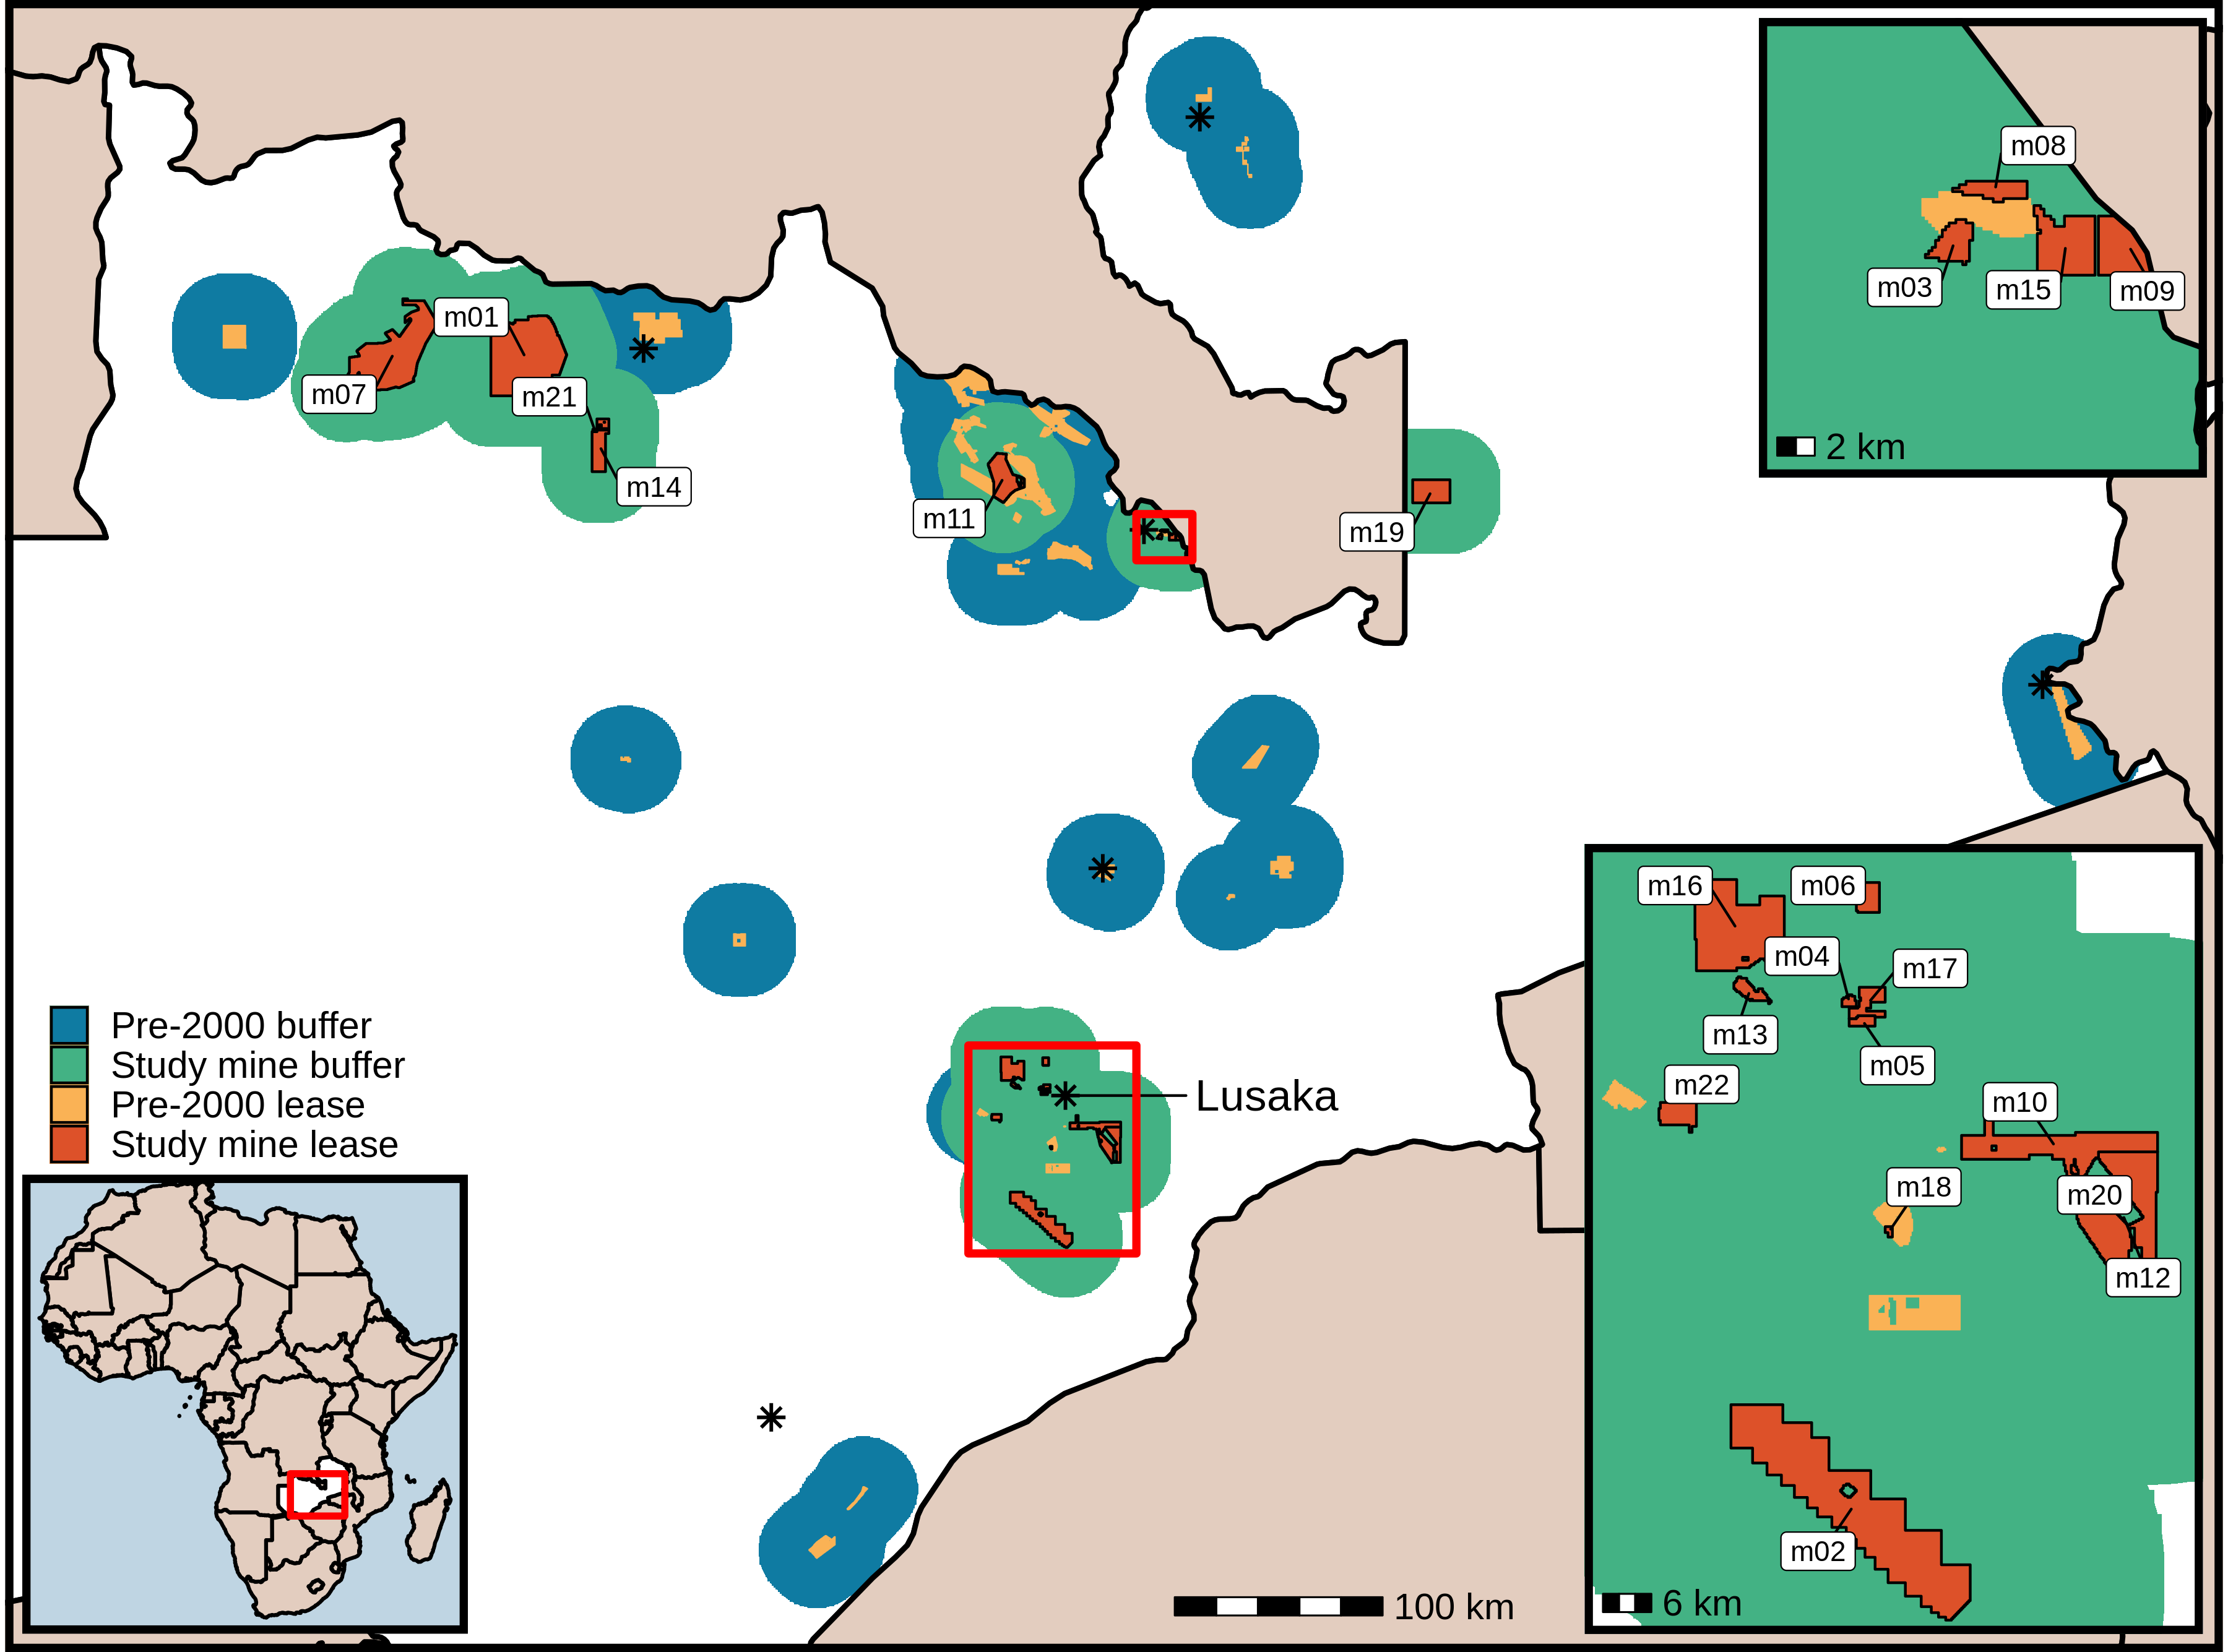 m08
m03
m15
m09
2 km
m01
m07
m21
m14
m11
m19
m16
m06
m04
m17
m13
m05
m22
m10
m18
m20
m12
m02
6 km
Pre-2000 buffer
Study mine buffer
Pre-2000 lease
Study mine lease
Lusaka
100 km